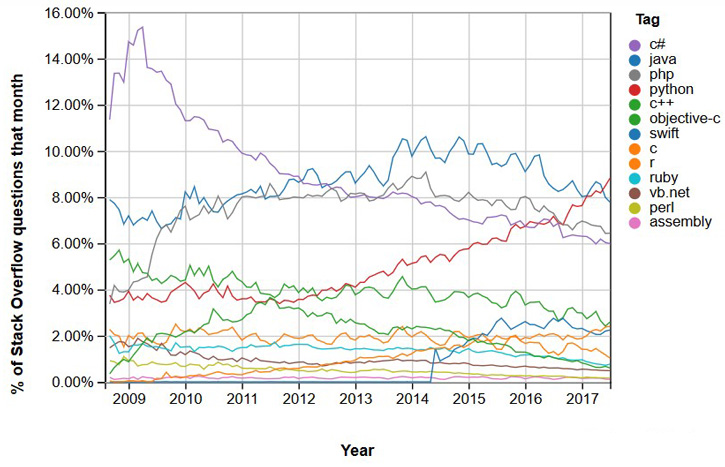 16.00%
14.00%
12.00%
10.00%
8.00%
6.00%
4.00%
2.00%
0.00%
% of Stack Overflow questions that month
2009 2010 2011 2012 2013 2014 2015 2016 2017
Year
Tag
c#
java
php
python
c++
objective-c
swift
c
r
ruby
vb.net
perl
assembly